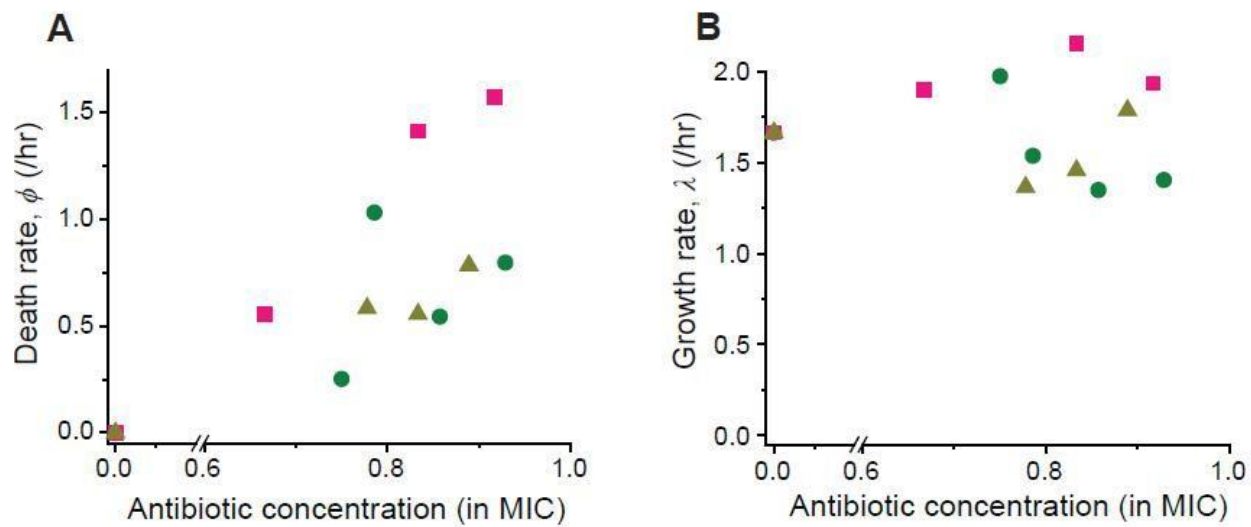 A
Death rate, ϕ (/hr)
1.5
1.0
0.5
0.0
0.0 0.6 0.8 1.0
Antibiotic concentration (in MIC)
B
Growth rate, λ (/hr)
2.0
1.5
1.0
0.5
0.0
0.0 0.6 0.8 1.0
Antibiotic concentration (in MIC)